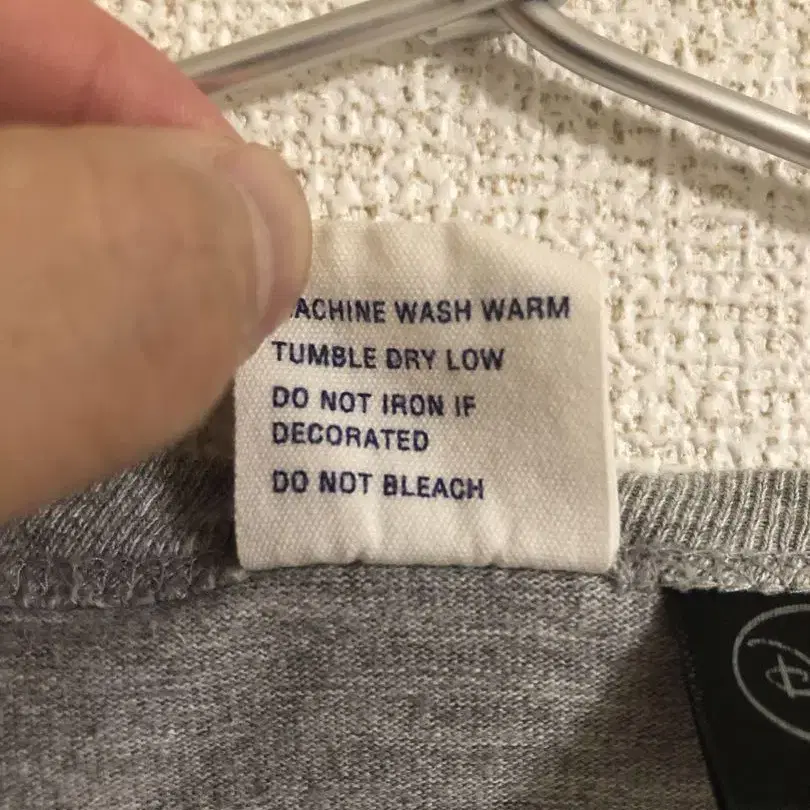 ACHINE WASH WARM
TUMBLE DRY LOW
DO NOT IRON IF
DECORATED
DO NOT BLEACH